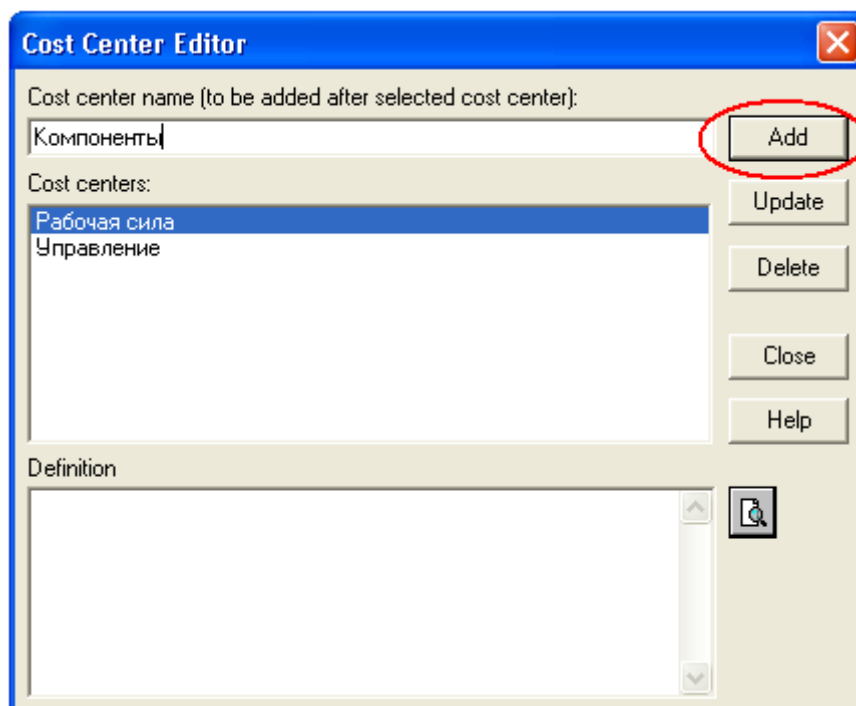 Cost Center Editor
Cost center name (to be added after selected cost center):
Компоненты
Add
Cost centers:
Update
Рабочая сила
Управление
Delete
Close
Help
Definition